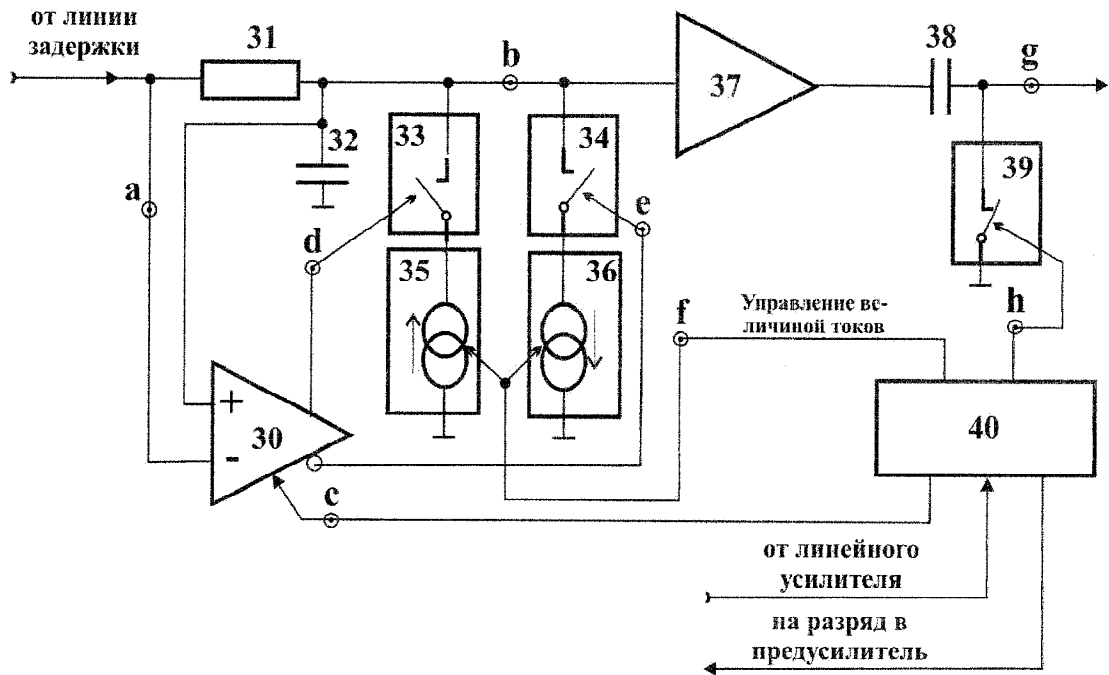 от линии
задержки
31
b
37
38
g
32
33
34
39
a
d
e
35
36
f
Управление ве-
личиной токов
h
+
30
-
40
c
от линейного
усилителя
на разряд в
предусилитель